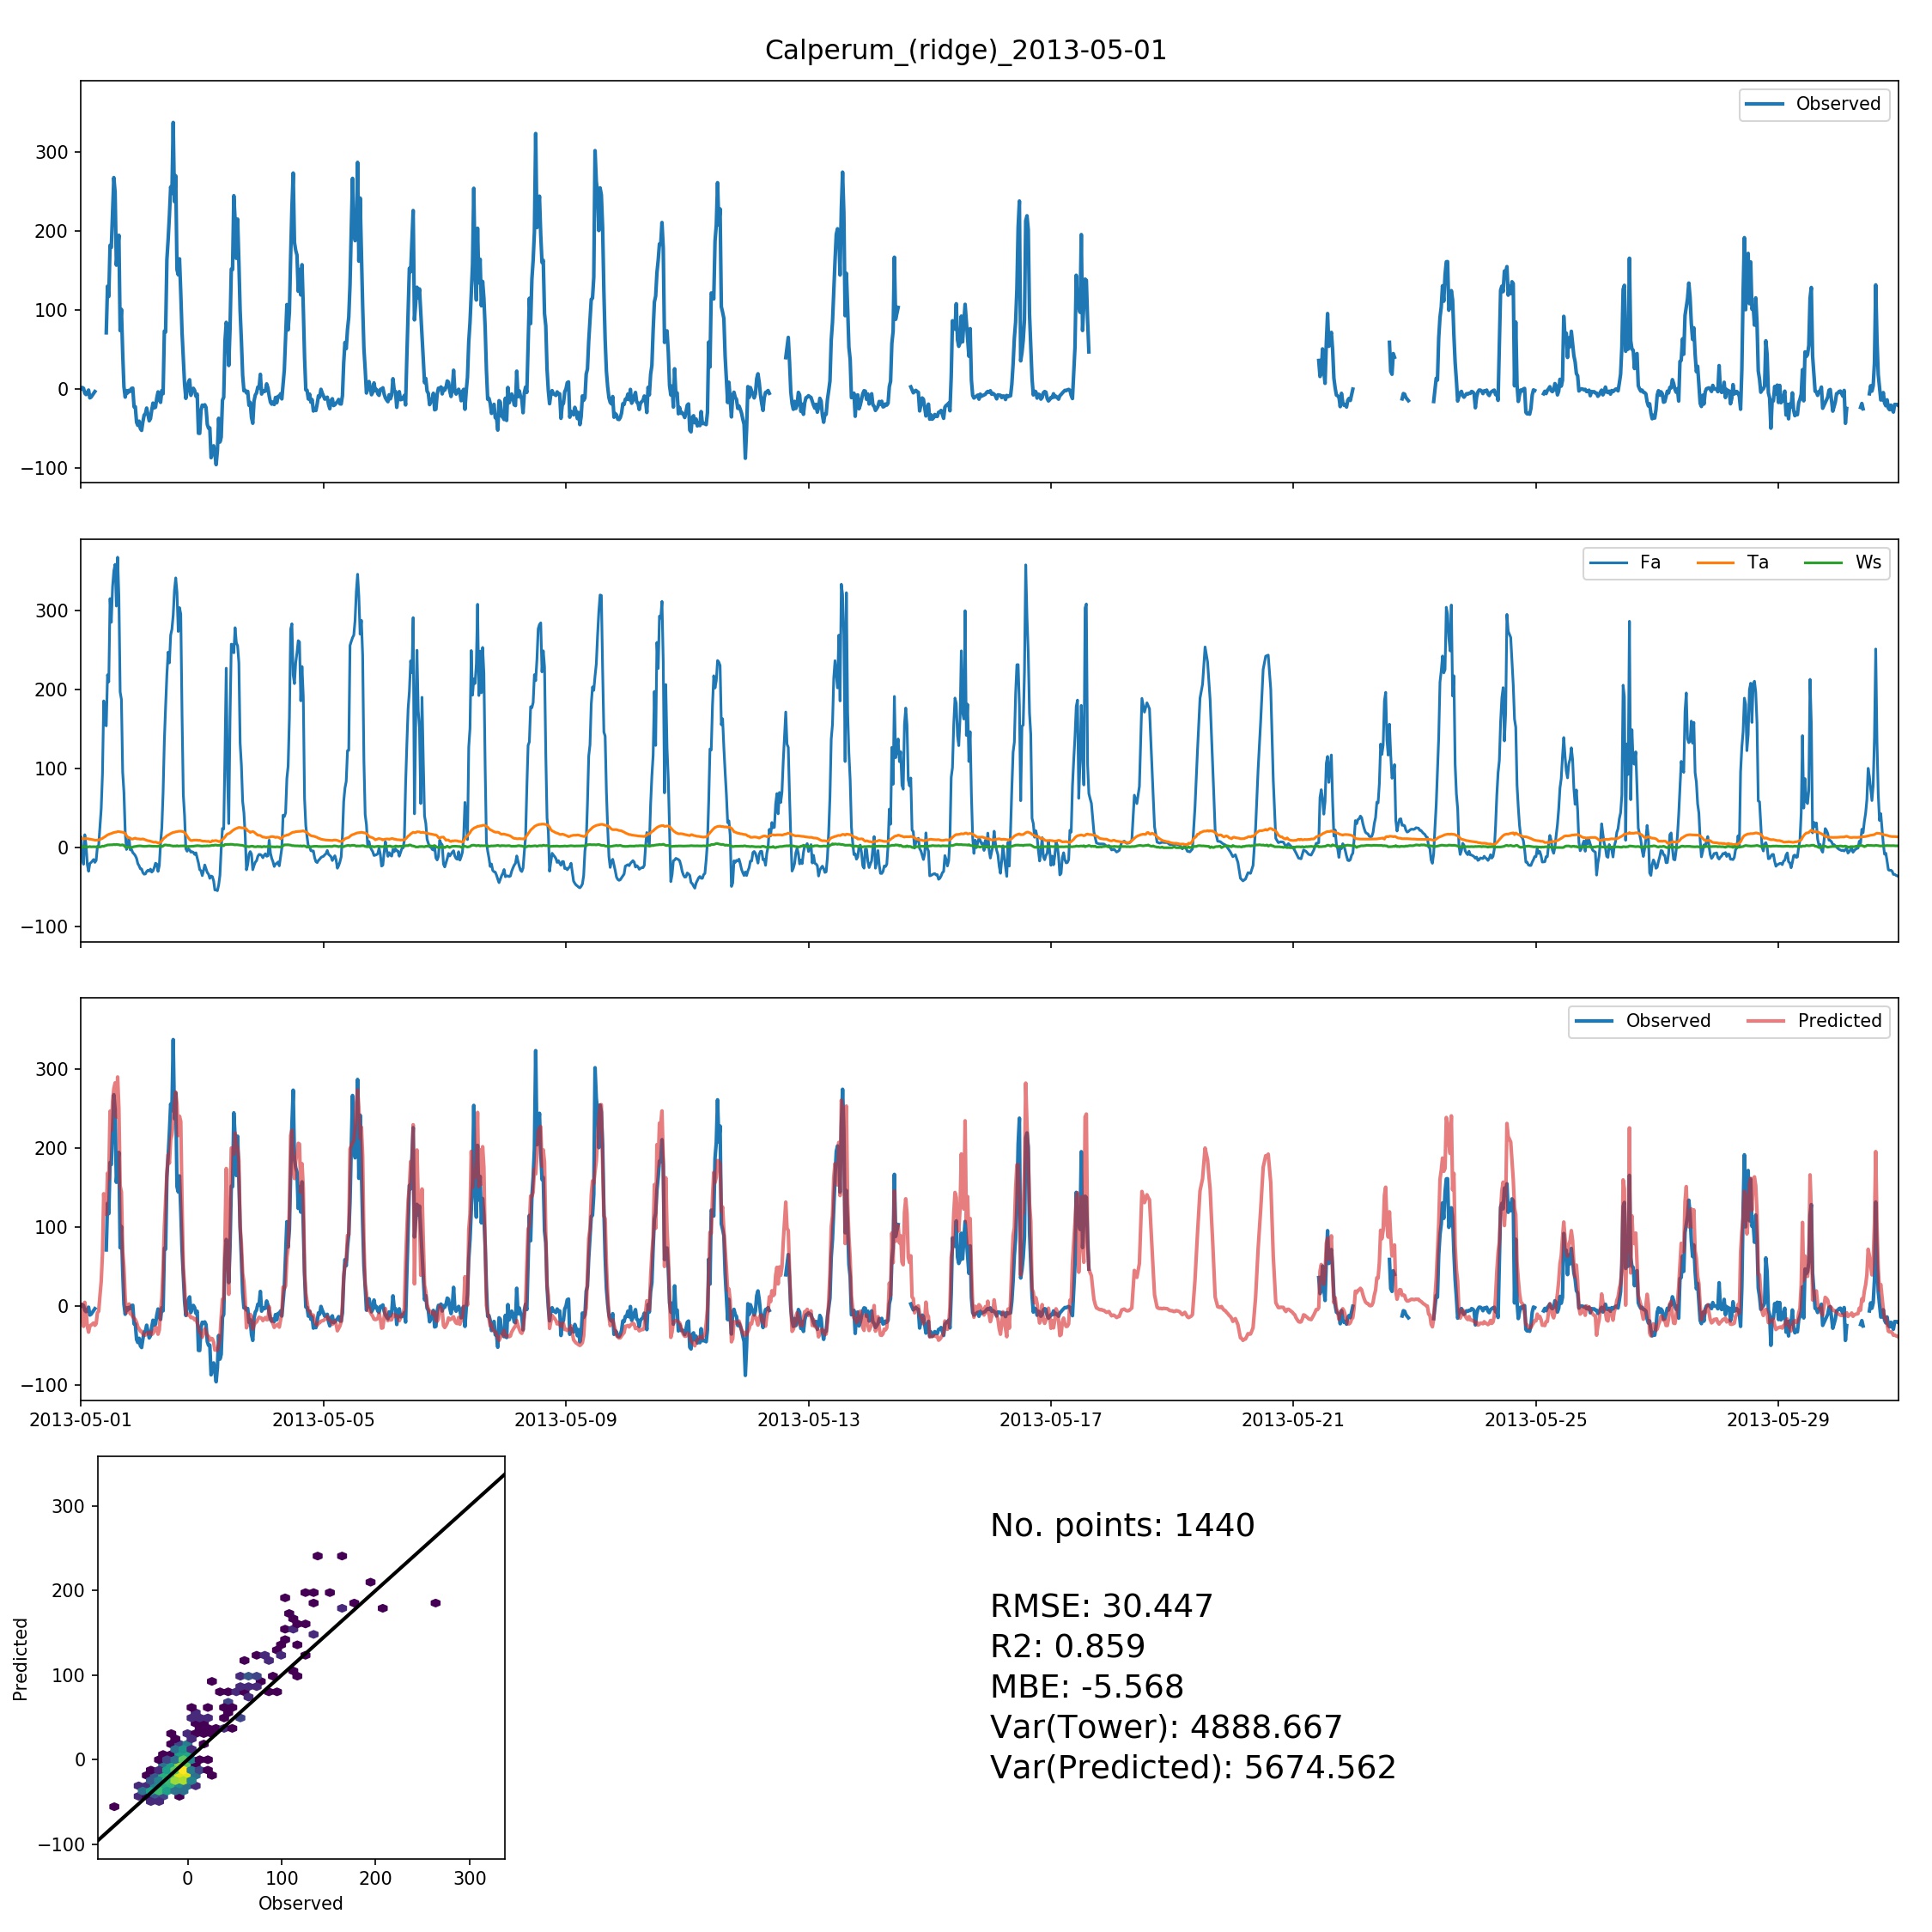 Calperum_(ridge)_2013-05-01
Observed
300
200
100
0
−100
Fa Ta Ws
300
200
100
0
−100
Observed Predicted
300
200
100
0
−100
2013-05-01 2013-05-05 2013-05-09 2013-05-13 2013-05-17 2013-05-21 2013-05-25 2013-05-29
Predicted
300
200
100
0
−100
0 100 200 300
Observed
No. points: 1440
RMSE: 30.447
R2: 0.859
MBE: -5.568
Var(Tower): 4888.667
Var(Predicted): 5674.562